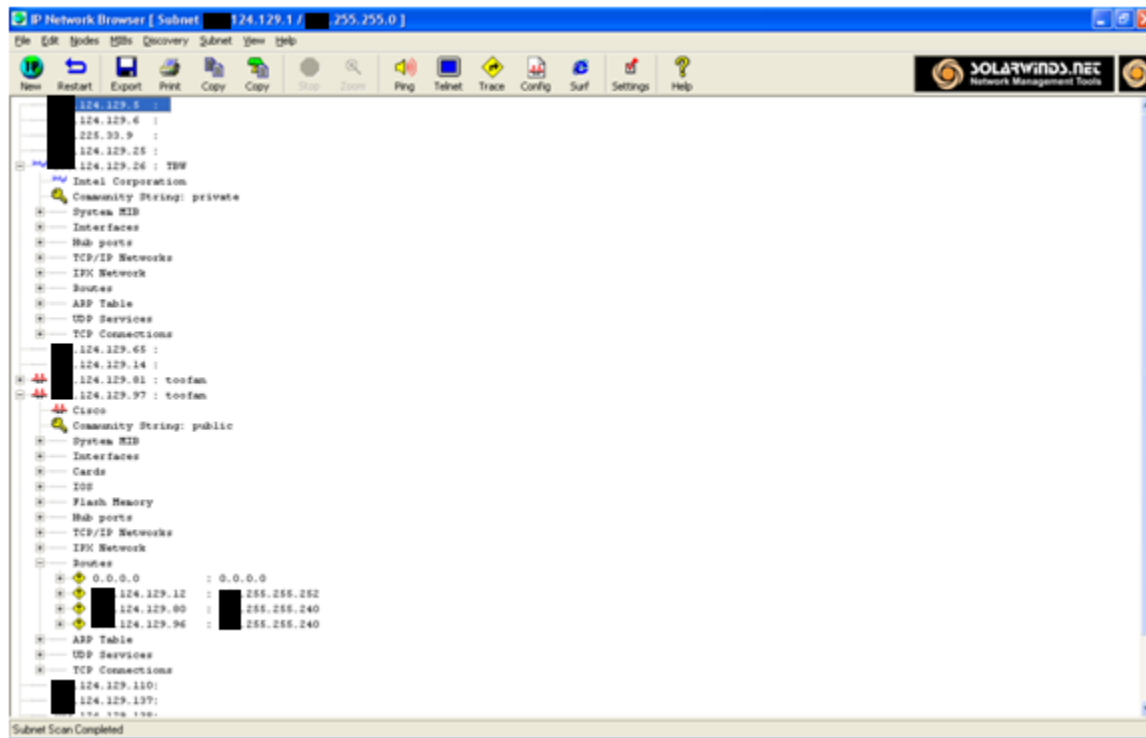 IP Network Browser [ Subnet 124.129.1 / .255.255.0 ]
File Edit Nodes MIBs Discovery Subnet View Help
New Restart Export Print Copy Copy Stop Zoom Ping Telnet Trace Config Surf Settings Help
SOLARWINDS.NET
Network Management Tools
.124.129.5 :
.124.129.6 :
.225.33.9 :
.124.129.25 :
.124.129.26 : TBW
Intel Corporation
Community String: private
System MIB
Interfaces
Hub ports
TCP/IP Networks
IPX Network
Routes
ARP Table
UDP Services
TCP Connections
.124.129.65 :
.124.129.14 :
.124.129.81 : toofan
.124.129.97 : toofan
Cisco
Community String: public
System MIB
Interfaces
Cards
IOS
Flash Memory
Hub ports
TCP/IP Networks
IPX Network
Routes
0.0.0.0 : 0.0.0.0
.124.129.12 : .255.255.252
.124.129.80 : .255.255.240
.124.129.96 : .255.255.240
ARP Table
UDP Services
TCP Connections
.124.129.110:
.124.129.137:
Subnet Scan Completed